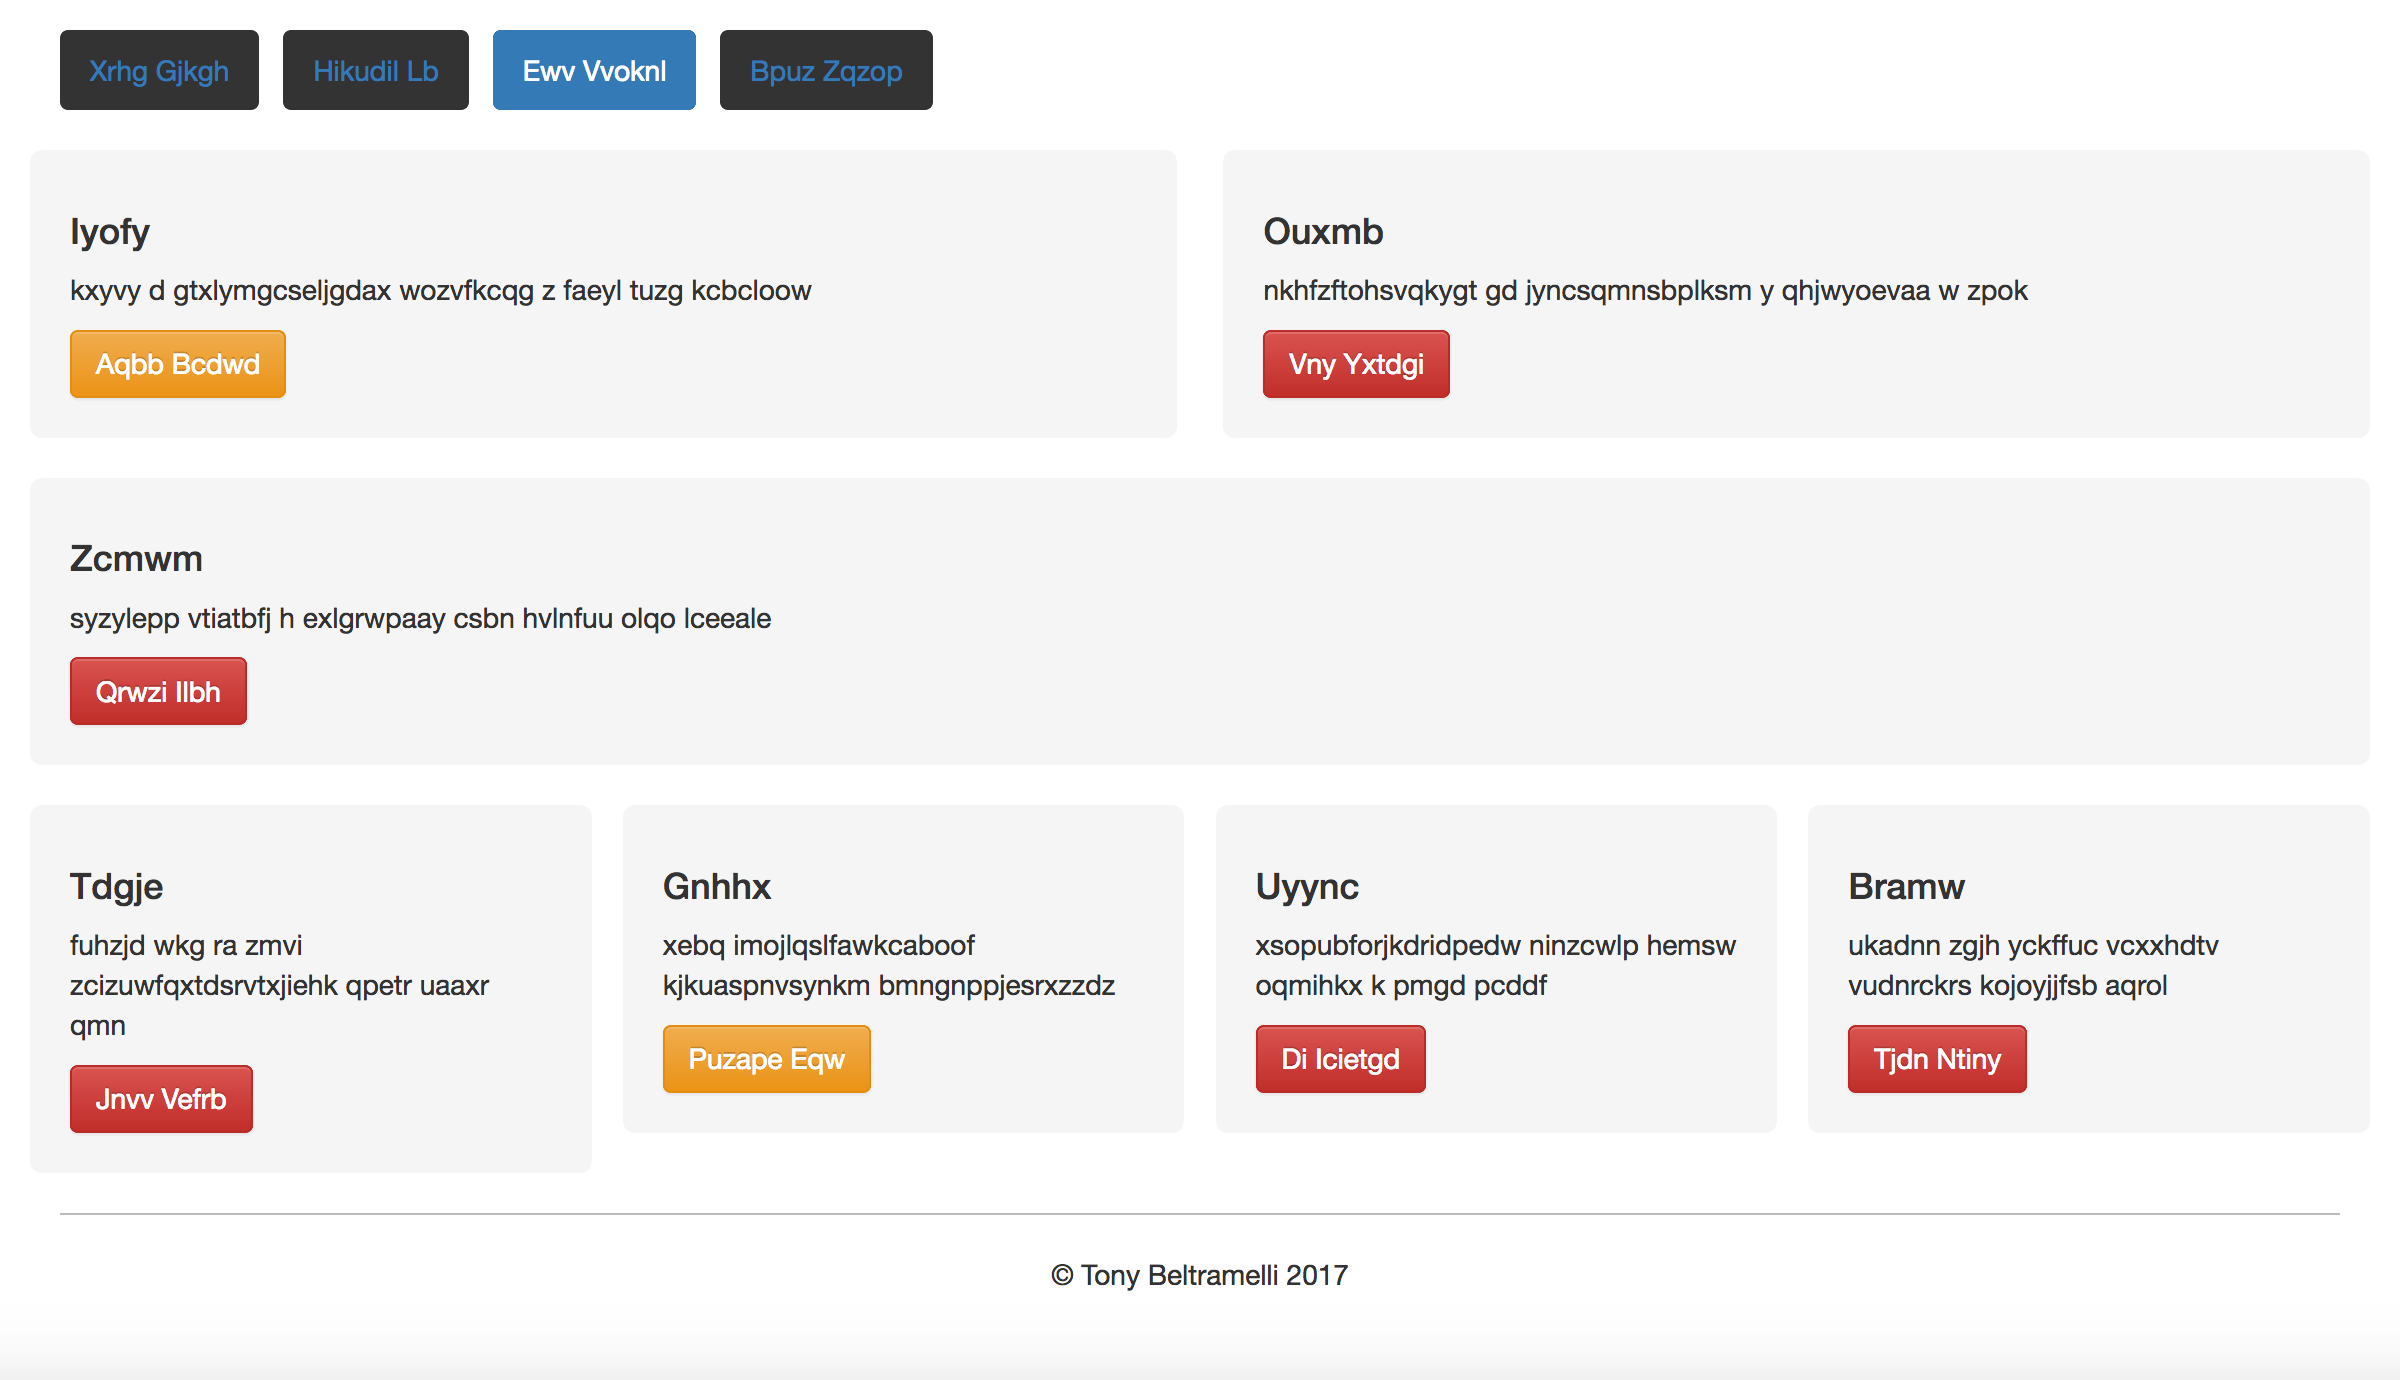 Xrhg Gjkgh
Hikudil Lb
Ewv Vvoknl
Bpuz Zqzop
Iyofy
kxyvy d gtxlymgcseljgdax wozvfkcqg z faeyl tuzg kcbcloow
Aqbb Bcdwd
Ouxmb
nkhfzftohsvqkygt gd jyncsqmnsbplksm y qhjwyoevaa w zpok
Vny Yxtdgi
Zcmwm
syzylepp vtiatbfj h exlgrwpaay csbn hvlnfuu olqo lceeale
Qrwzi Ilbh
Tdgje
fuhzjd wkg ra zmvi
zcizuwfqxtdsrvtxjiehk qpetr uaaxr
qmn
Jnvv Vefrb
Gnhhx
xebq imojlqslfawkcaboof
kjkuaspnvsynkm bmngnppjesrxzzdz
Puzape Eqw
Uyync
xsopubforjkdridpedw ninzcwlp hemsw
oqmihkx k pmgd pcddf
Di Icietgd
Bramw
ukadnn zgjh yckffuc vcxxhdtv
vudnrckrs kojoyjjfsb aqrol
Tjdn Ntiny
© Tony Beltramelli 2017